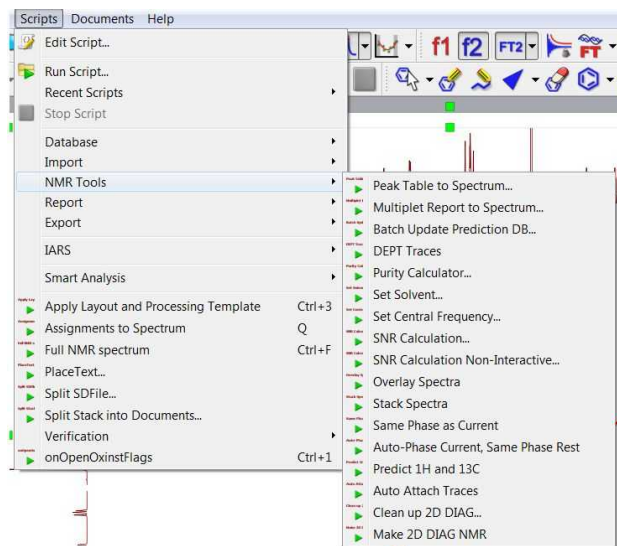 Scripts Documents Help
Edit Script...
Run Script...
Recent Scripts
Stop Script
Database
Import
NMR Tools
Report
Export
IARS
Smart Analysis
Apply Layout and Processing Template Ctrl+3
Assignments to Spectrum Q
Full NMR spectrum Ctrl+F
PlaceText...
Split SDFile...
Split Stack into Documents...
Verification
onOpenOxinstFlags Ctrl+1
f1 f2 FT2 FT
Peak Table to Spectrum...
Multiplet Report to Spectrum...
Batch Update Prediction DB...
DEPT Traces
Purity Calculator...
Set Solvent...
Set Central Frequency...
SNR Calculation...
SNR Calculation Non-Interactive...
Overlay Spectra
Stack Spectra
Same Phase as Current
Auto-Phase Current, Same Phase Rest
Predict 1H and 13C
Auto Attach Traces
Clean up 2D DIAG...
Make 2D DIAG NMR